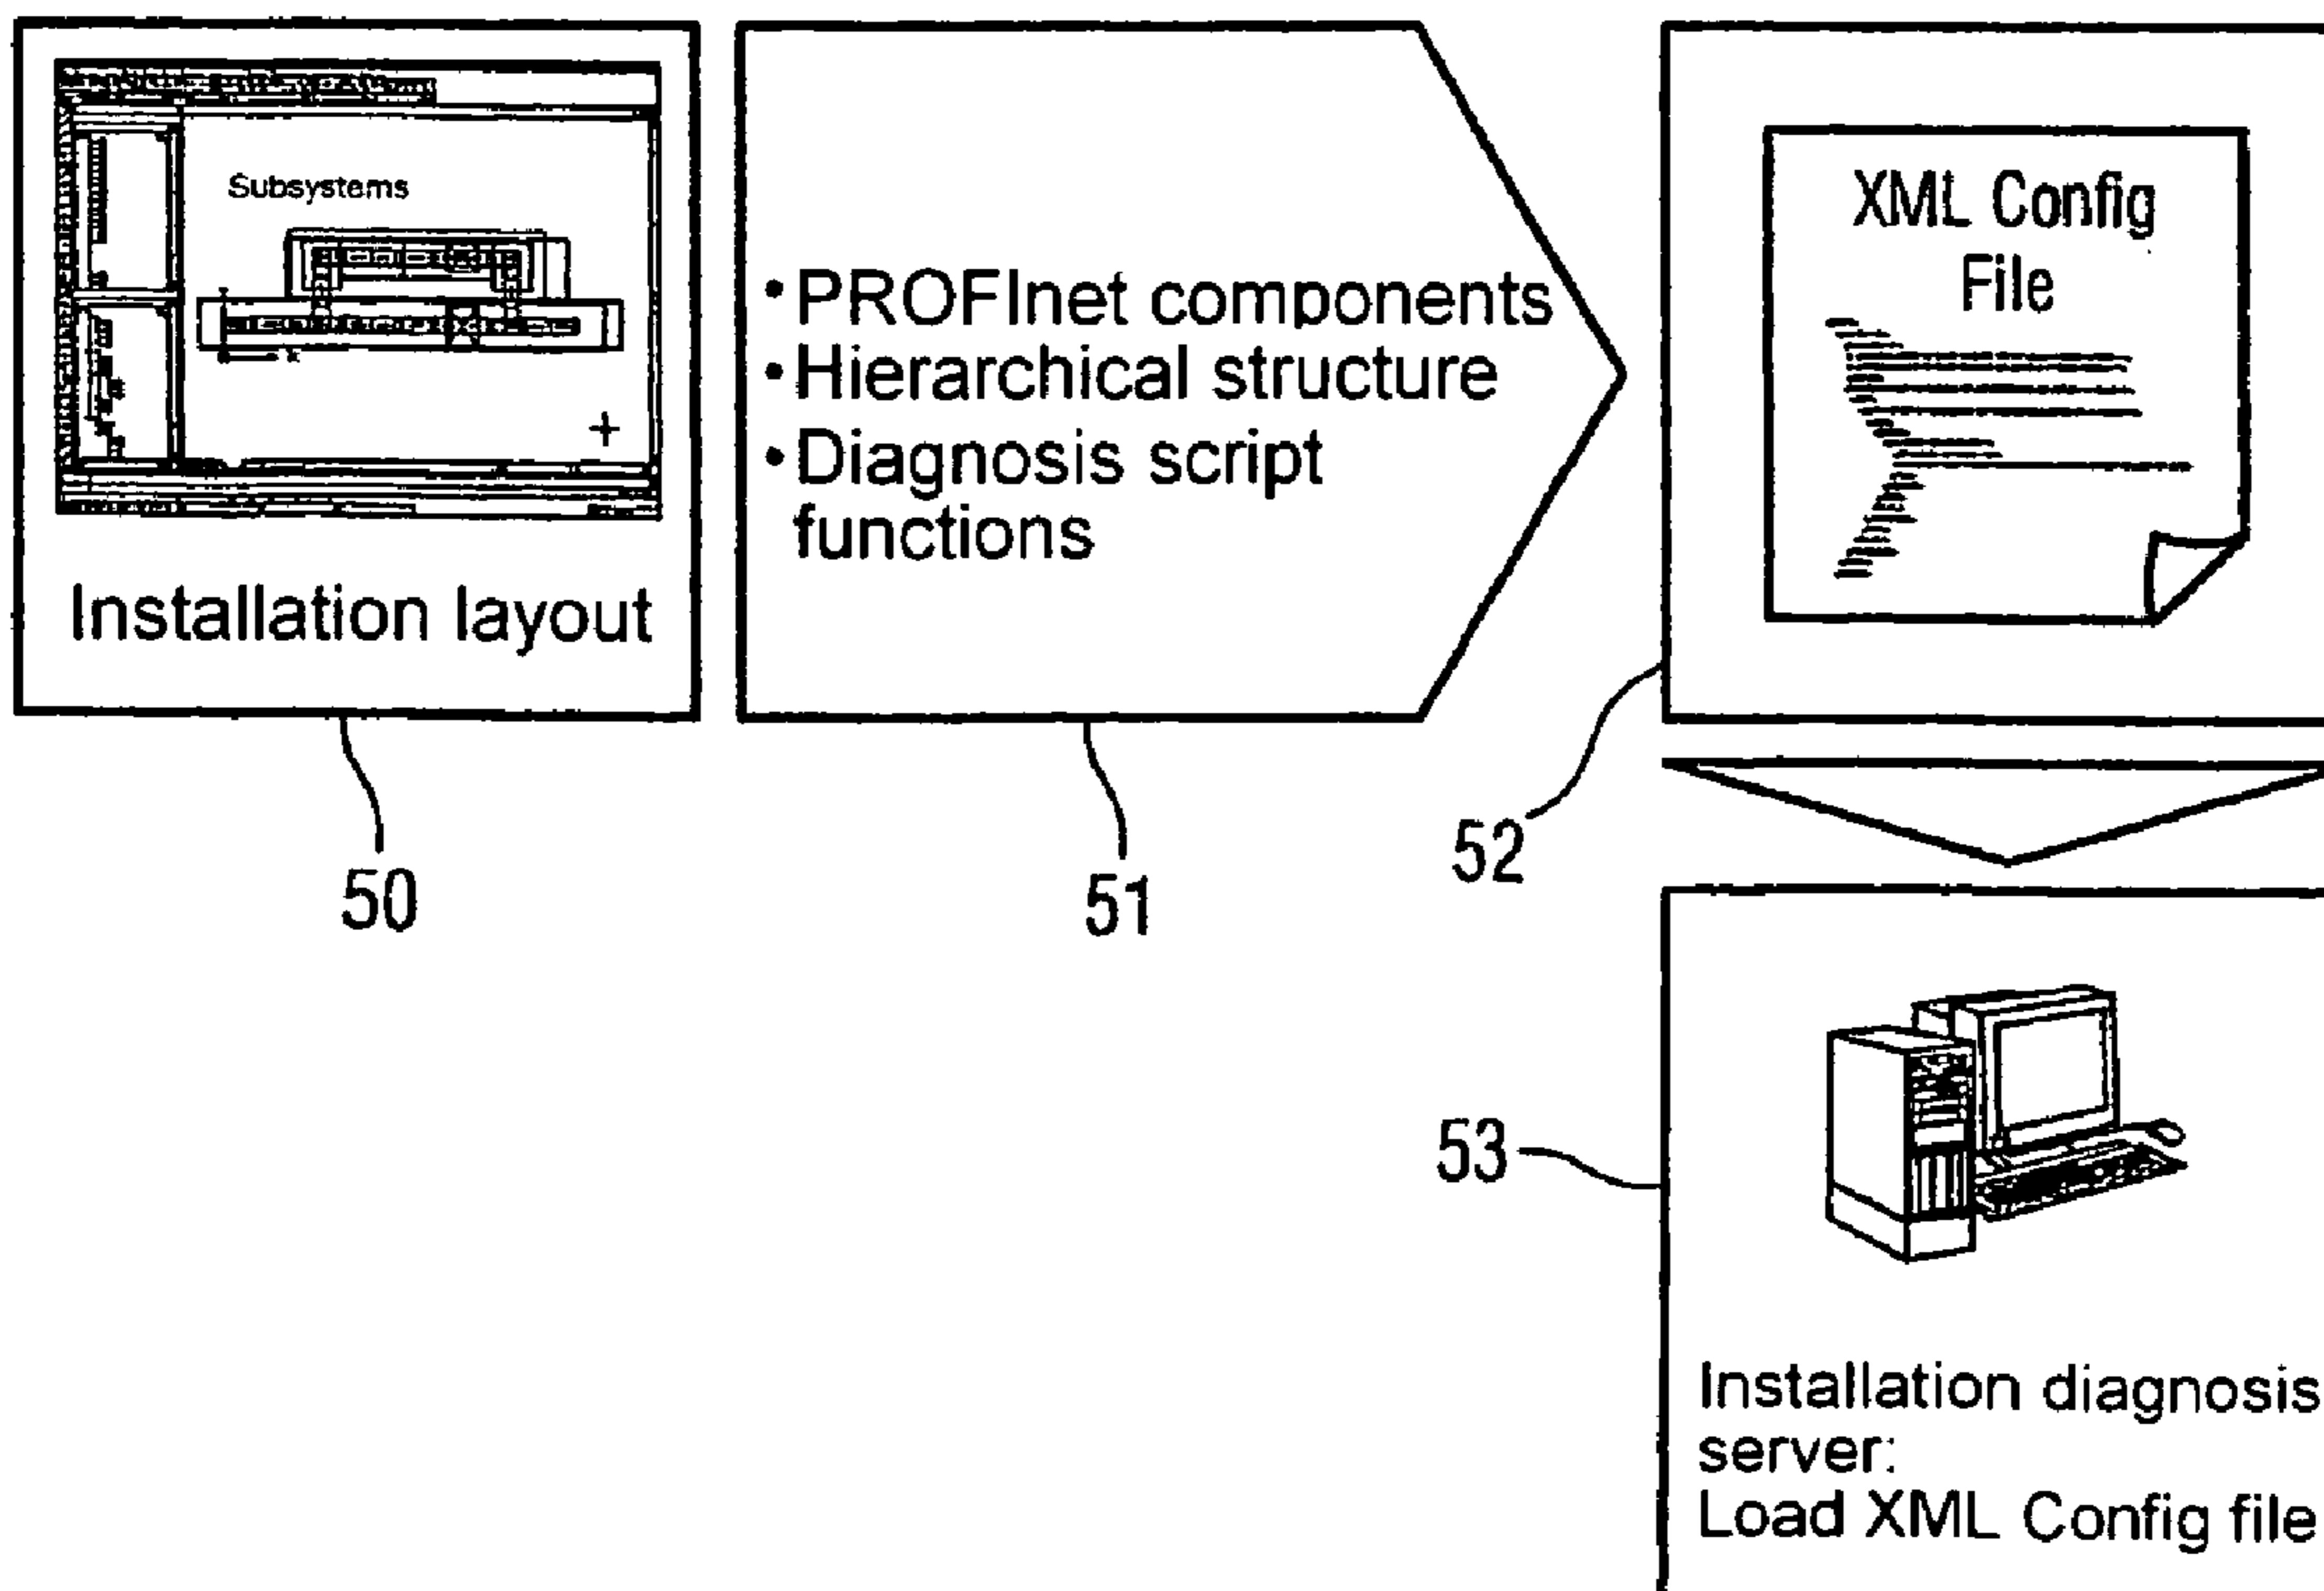 Subsystems
Installation layout
• PROFInet components
• Hierarchical structure
• Diagnosis script
functions
XML Config
File
50
51
52
53
Installation diagnosis
server:
Load XML Config file